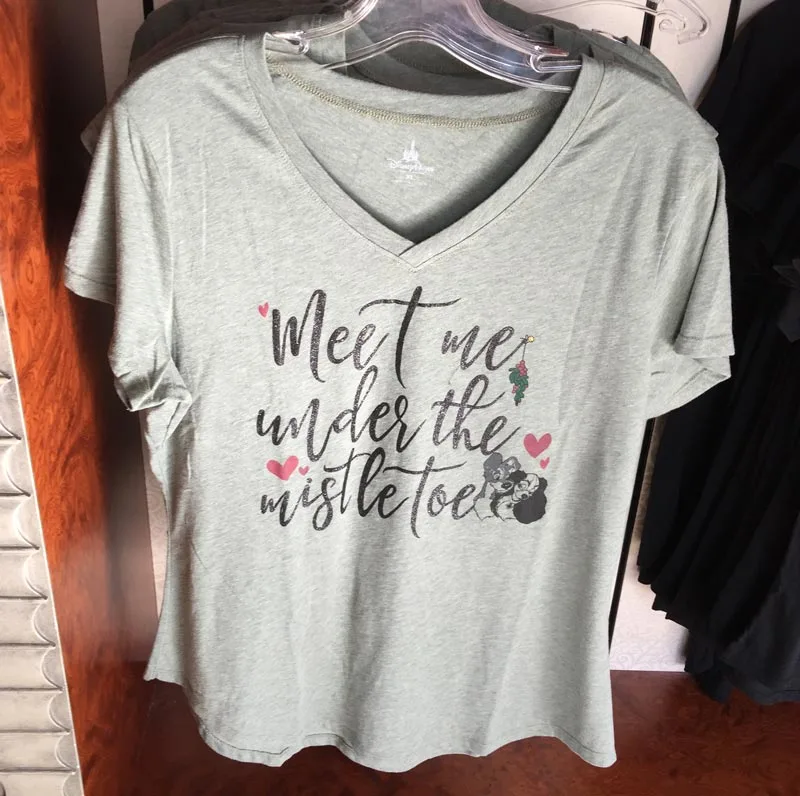 Meet me
under the
mistletoe